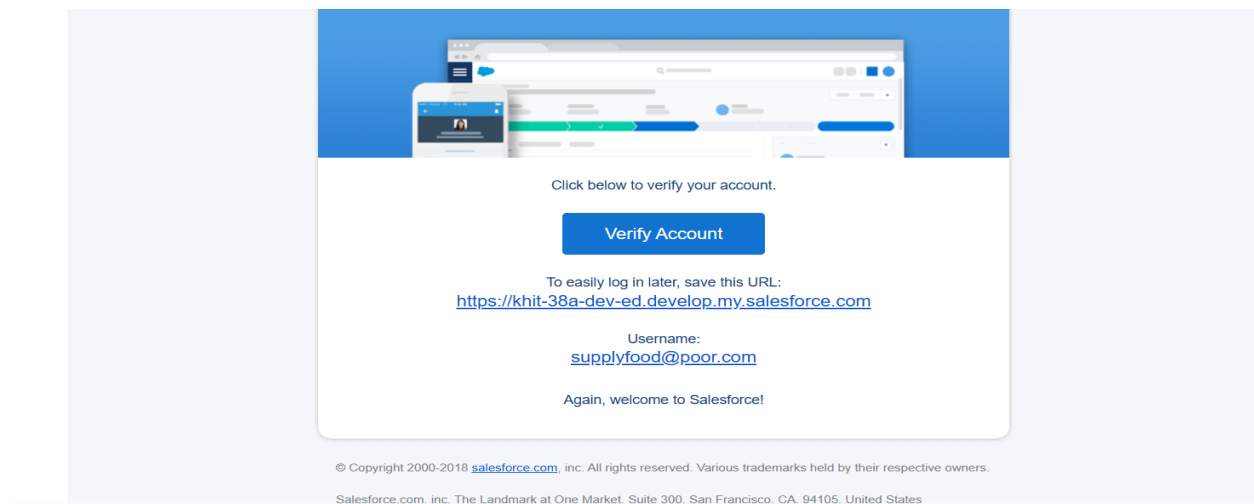 Click below to verify your account.
Verify Account
To easily log in later, save this URL:
https://khit-38a-dev-ed.develop.my.salesforce.com
Username:
supplyfood@poor.com
Again, welcome to Salesforce!
© Copyright 2000-2018 salesforce.com, inc. All rights reserved. Various trademarks held by their respective owners.
Salesforce.com, inc. The Landmark at One Market, Suite 300, San Francisco, CA, 94105, United States